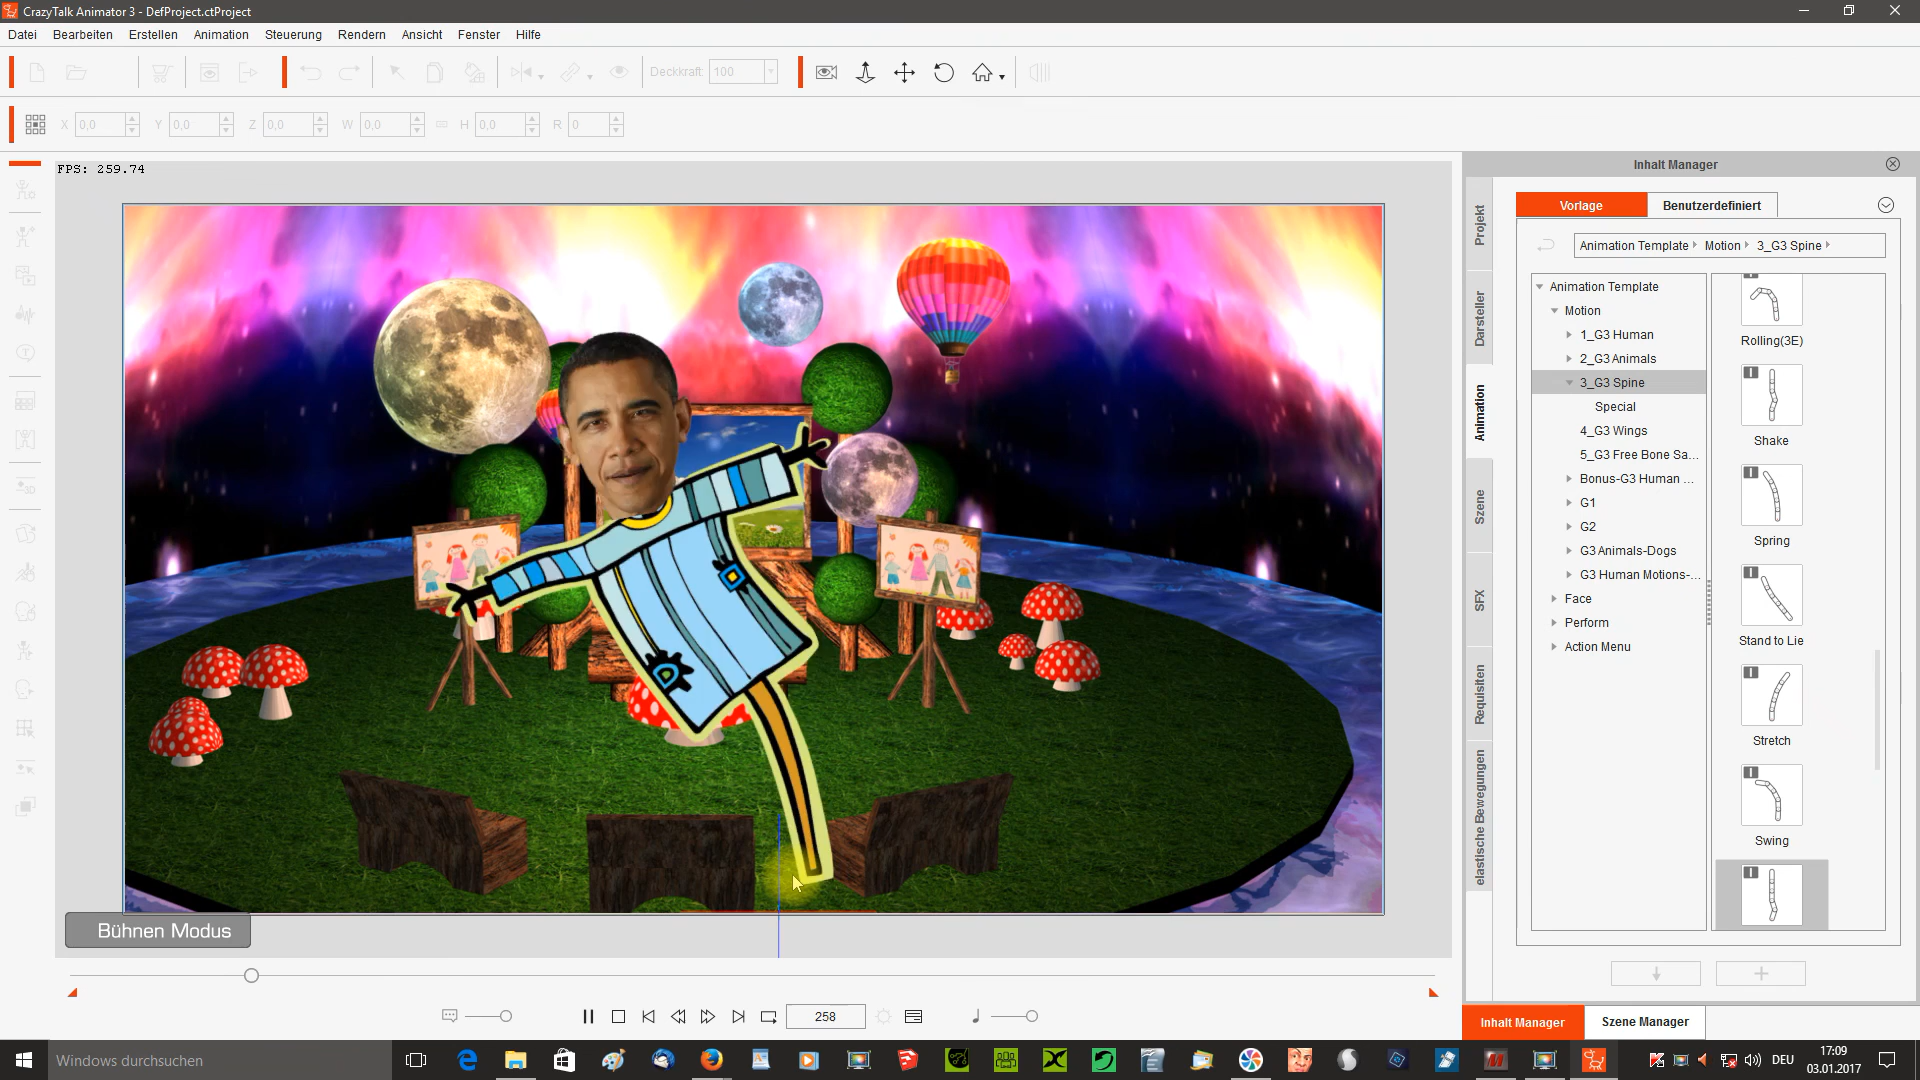 CrazyTalk Animator 3 - DefProject.ctProject
Datei Bearbeiten Erstellen Animation Steuerung Rendern Ansicht Fenster Hilfe
Deckkraft: 100
X 0,0 Y 0,0 Z 0,0 W 0,0 H 0,0 R 0
FPS: 259.74
Inhalt Manager
Vorlage Benutzerdefiniert
Animation Template Motion 3_G3 Spine
Projekt
Darsteller
Animation
Szene
SFX
Requisiten
elastische Bewegungen
Animation Template
Motion
1_G3 Human
2_G3 Animals
3_G3 Spine
Special
4_G3 Wings
5_G3 Free Bone Sa...
Bonus-G3 Human ...
G1
G2
G3 Animals-Dogs
G3 Human Motions-...
Face
Perform
Action Menu
Rolling(3E)
Shake
Spring
Stand to Lie
Stretch
Swing
Bühnen Modus
258
Inhalt Manager Szene Manager
Windows durchsuchen
DEU
17:09
03.01.2017